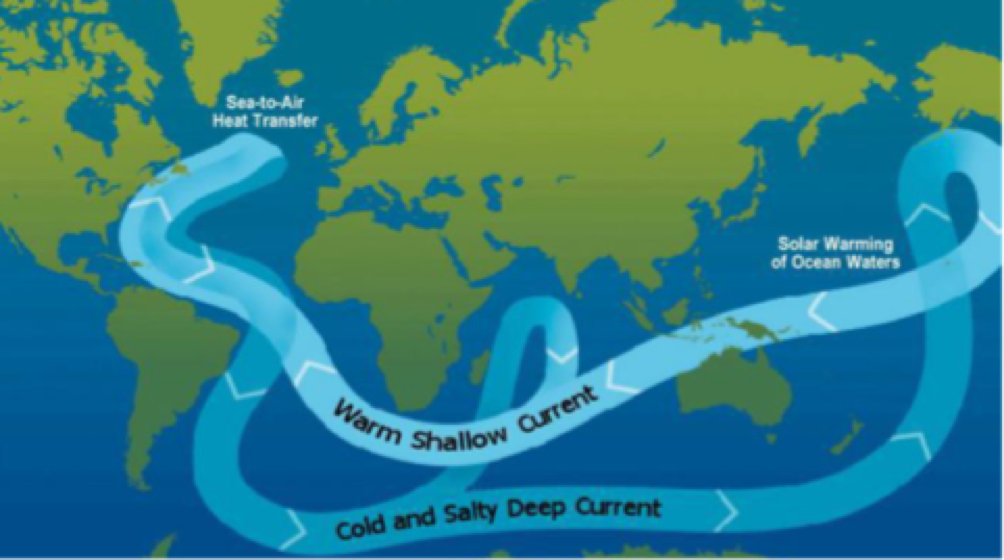 Sea-to-Air
Heat Transfer
Solar Warming
of Ocean Waters
Warm Shallow Current
Cold and Salty Deep Current